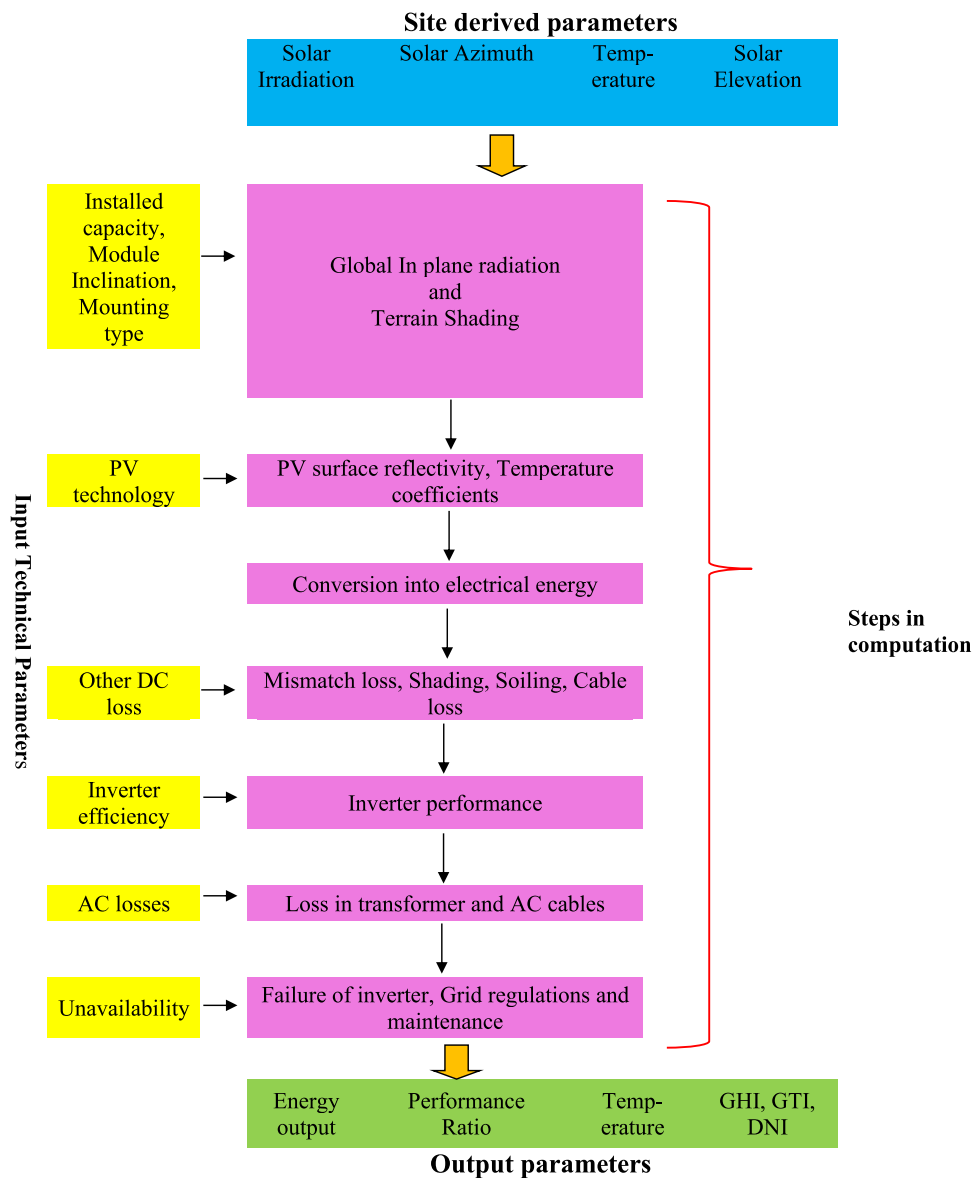 Site derived parameters
Solar
Irradiation
Solar Azimuth
Temp-
erature
Solar
Elevation
Installed
capacity,
Module
Inclination,
Mounting
type
Global In plane radiation
and
Terrain Shading
PV
technology
PV surface reflectivity, Temperature
coefficients
Conversion into electrical energy
Other DC
loss
Mismatch loss, Shading, Soiling, Cable
loss
Inverter
efficiency
Inverter performance
AC losses
Loss in transformer and AC cables
Unavailability
Failure of inverter, Grid regulations and
maintenance
Input Technical Parameters
Steps in
computation
Energy
output
Performance
Ratio
Temp-
erature
GHI, GTI,
DNI
Output parameters